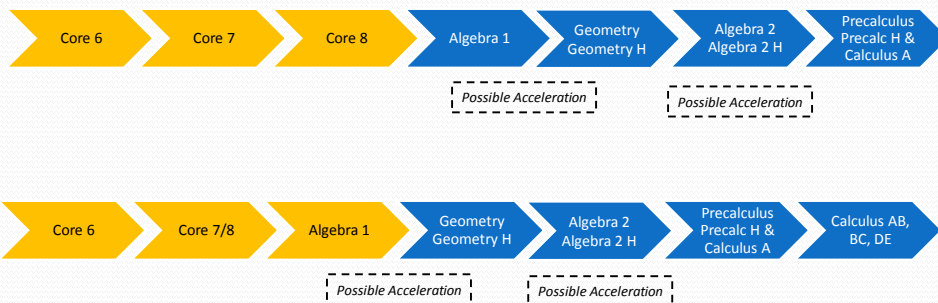 Core 6
Core 7
Core 8
Algebra 1
Geometry
Geometry H
Algebra 2
Algebra 2 H
Precalculus
Precalc H &
Calculus A
Possible Acceleration
Possible Acceleration
Core 6
Core 7/8
Algebra 1
Geometry
Geometry H
Algebra 2
Algebra 2 H
Precalculus
Precalc H &
Calculus A
Calculus AB,
BC, DE
Possible Acceleration
Possible Acceleration